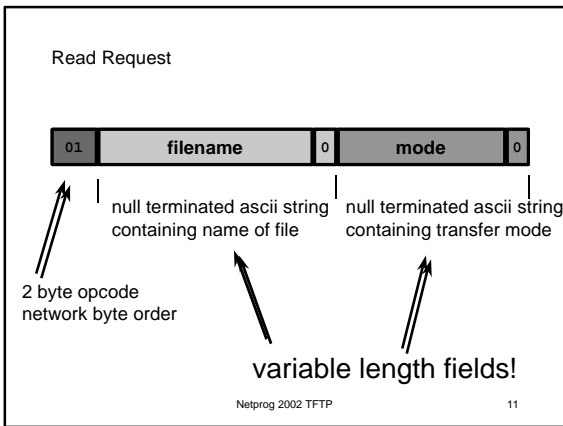 Read Request
01 filename 0 mode 0
null terminated ascii string
containing name of file
null terminated ascii string
containing transfer mode
2 byte opcode
network byte order
variable length fields!
Netprog 2002 TFTP 11